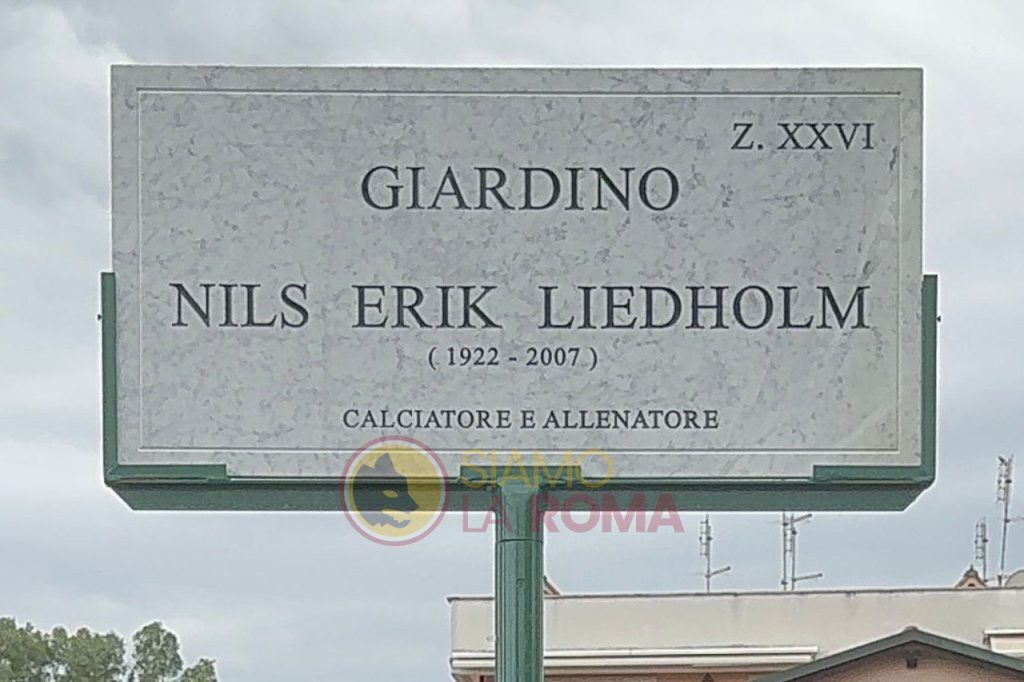 Z. XXVI
GIARDINO
NILS ERIK LIEDHOLM
( 1922 - 2007 )
CALCIATORE E ALLENATORE
SIAMO
LA ROMA